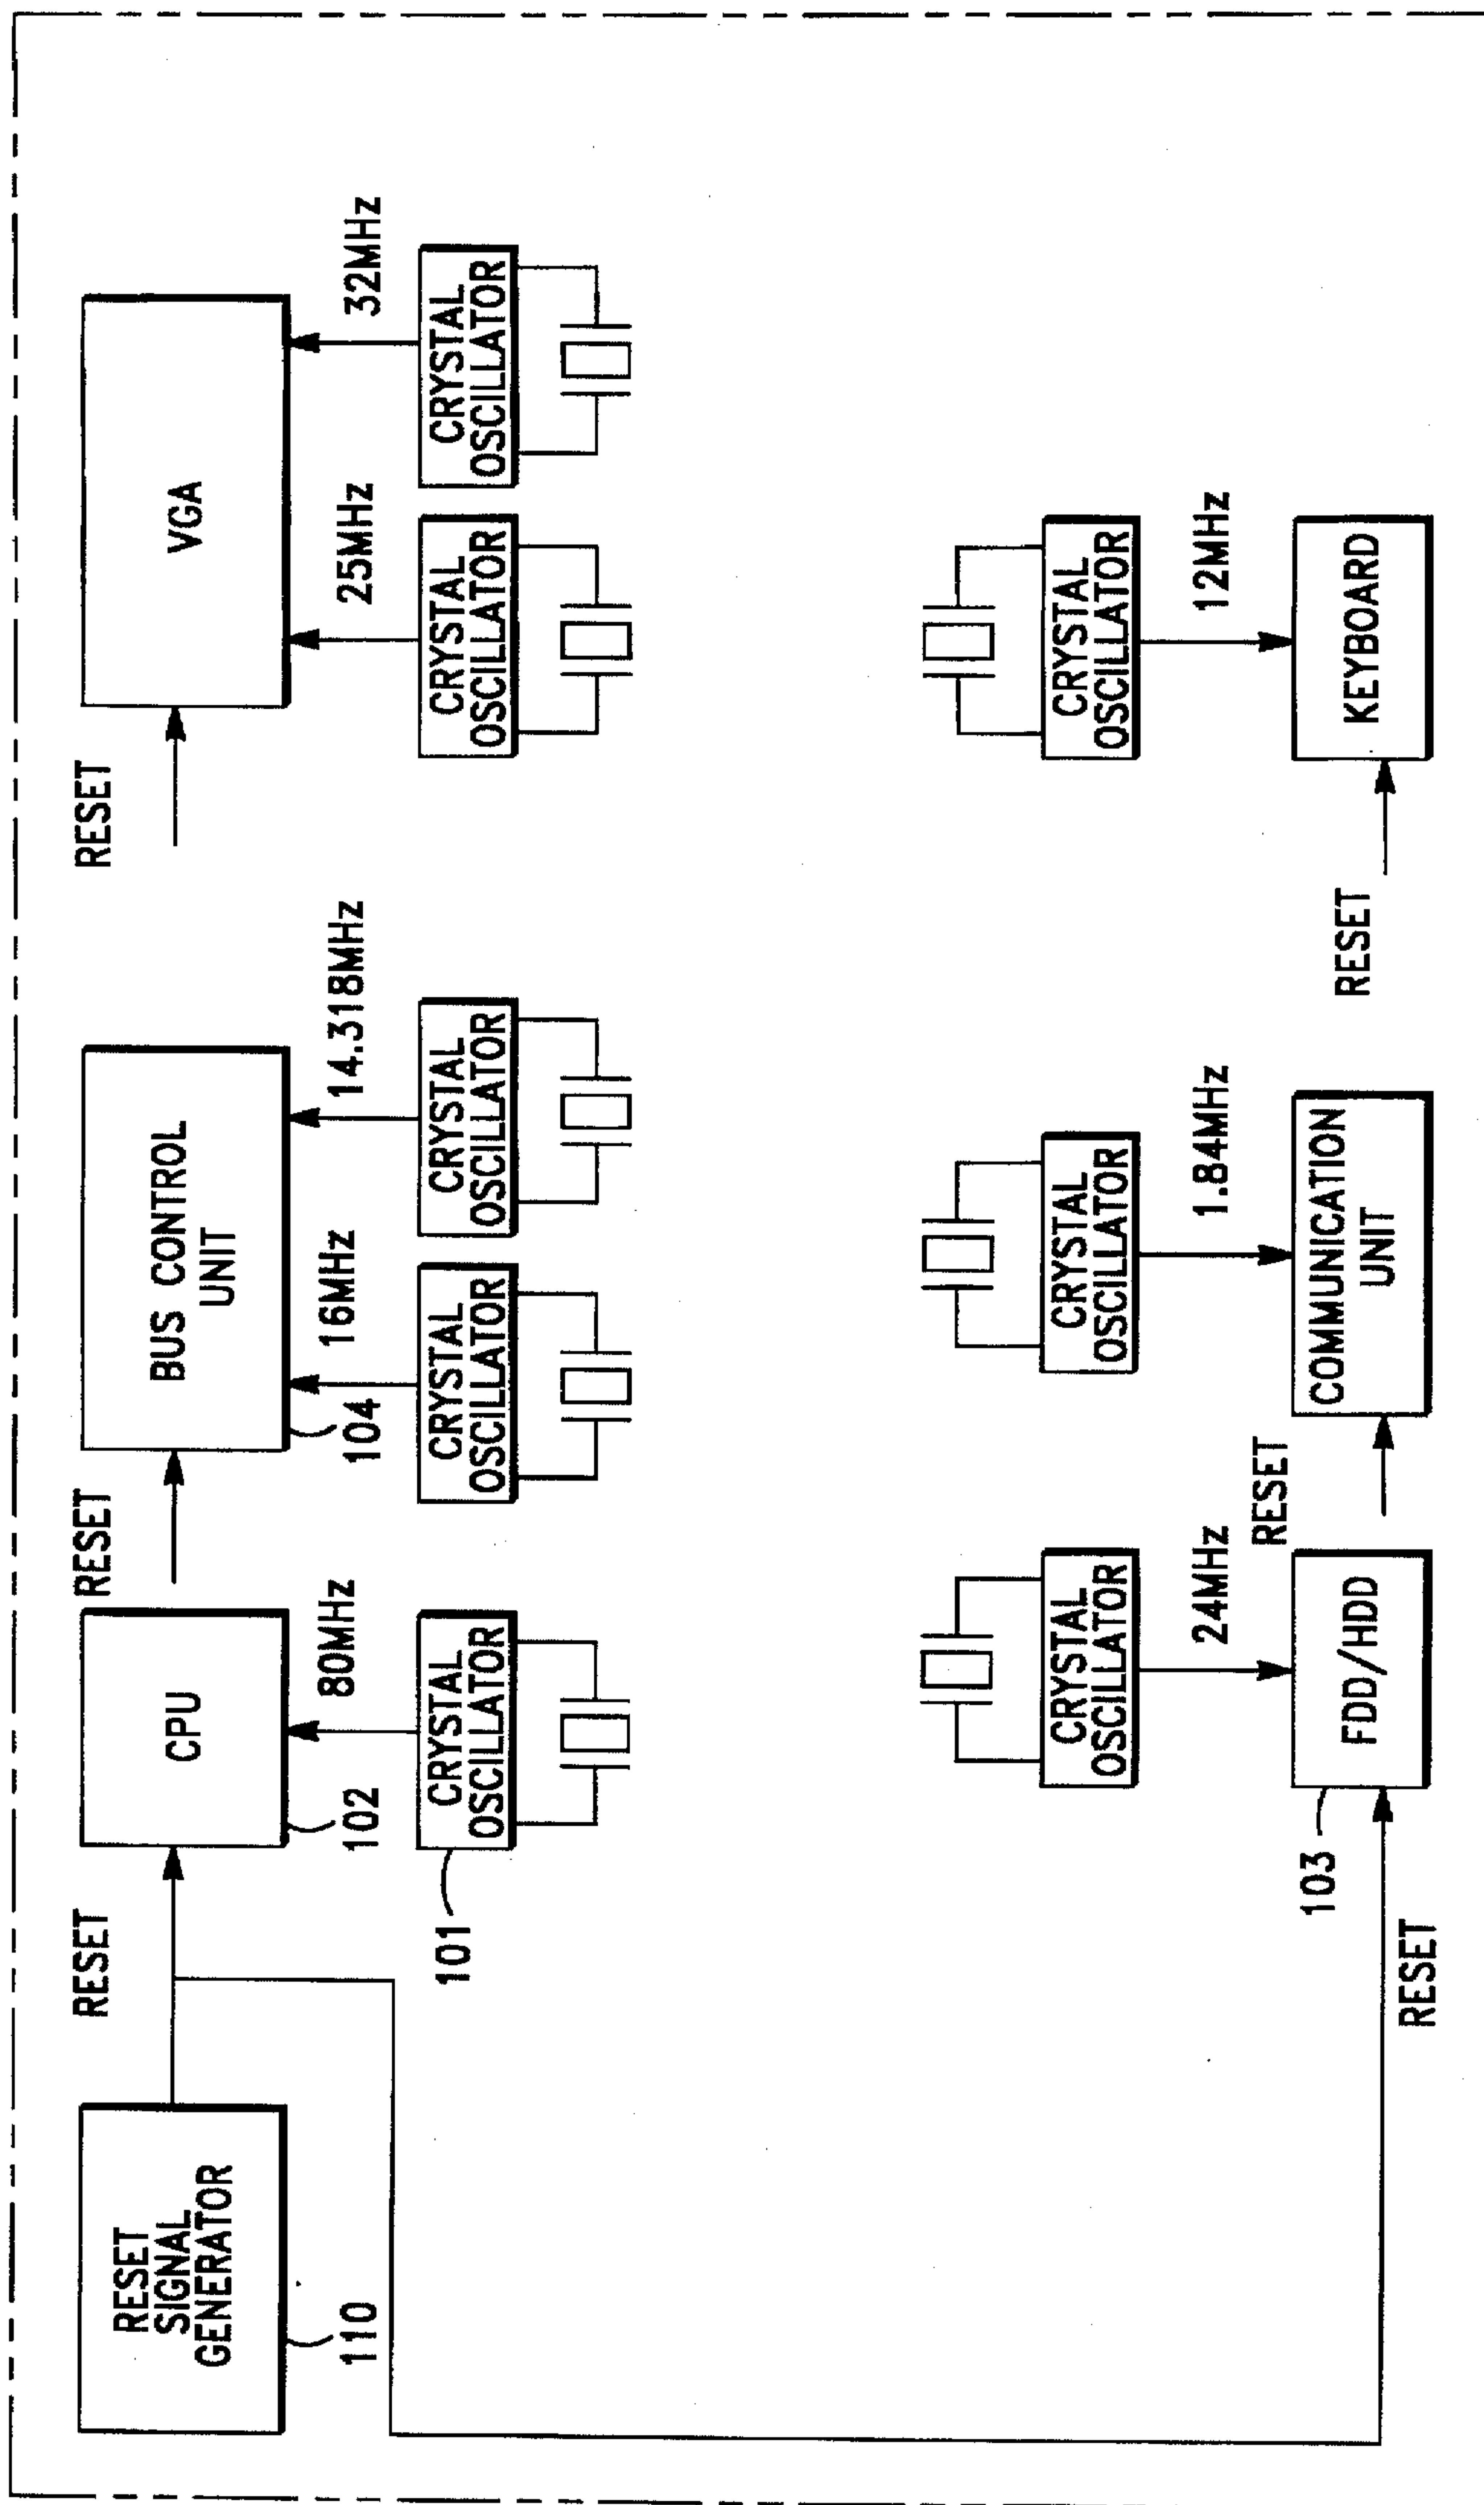 RESET
SIGNAL
GENERATOR
110
RESET
CPU
102
80MHz
CRYSTAL
OSCILLATOR
101
RESET
BUS CONTROL
UNIT
104
16MHz
14.318MHz
CRYSTAL
OSCILLATOR
CRYSTAL
OSCILLATOR
RESET
VGA
25MHz
32MHz
CRYSTAL
OSCILLATOR
CRYSTAL
OSCILLATOR
CRYSTAL
OSCILLATOR
24MHz
FDD/HDD
103
RESET
CRYSTAL
OSCILLATOR
1.84MHz
RESET
COMMUNICATION
UNIT
CRYSTAL
OSCILLATOR
12MHz
RESET
KEYBOARD